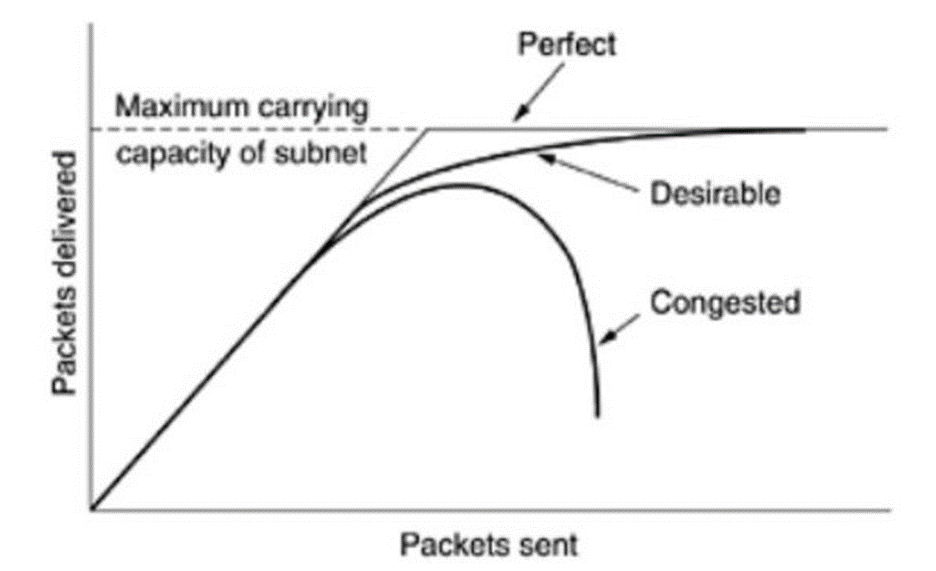 Perfect
Maximum carrying
capacity of subnet
Desirable
Congested
Packets delivered
Packets sent